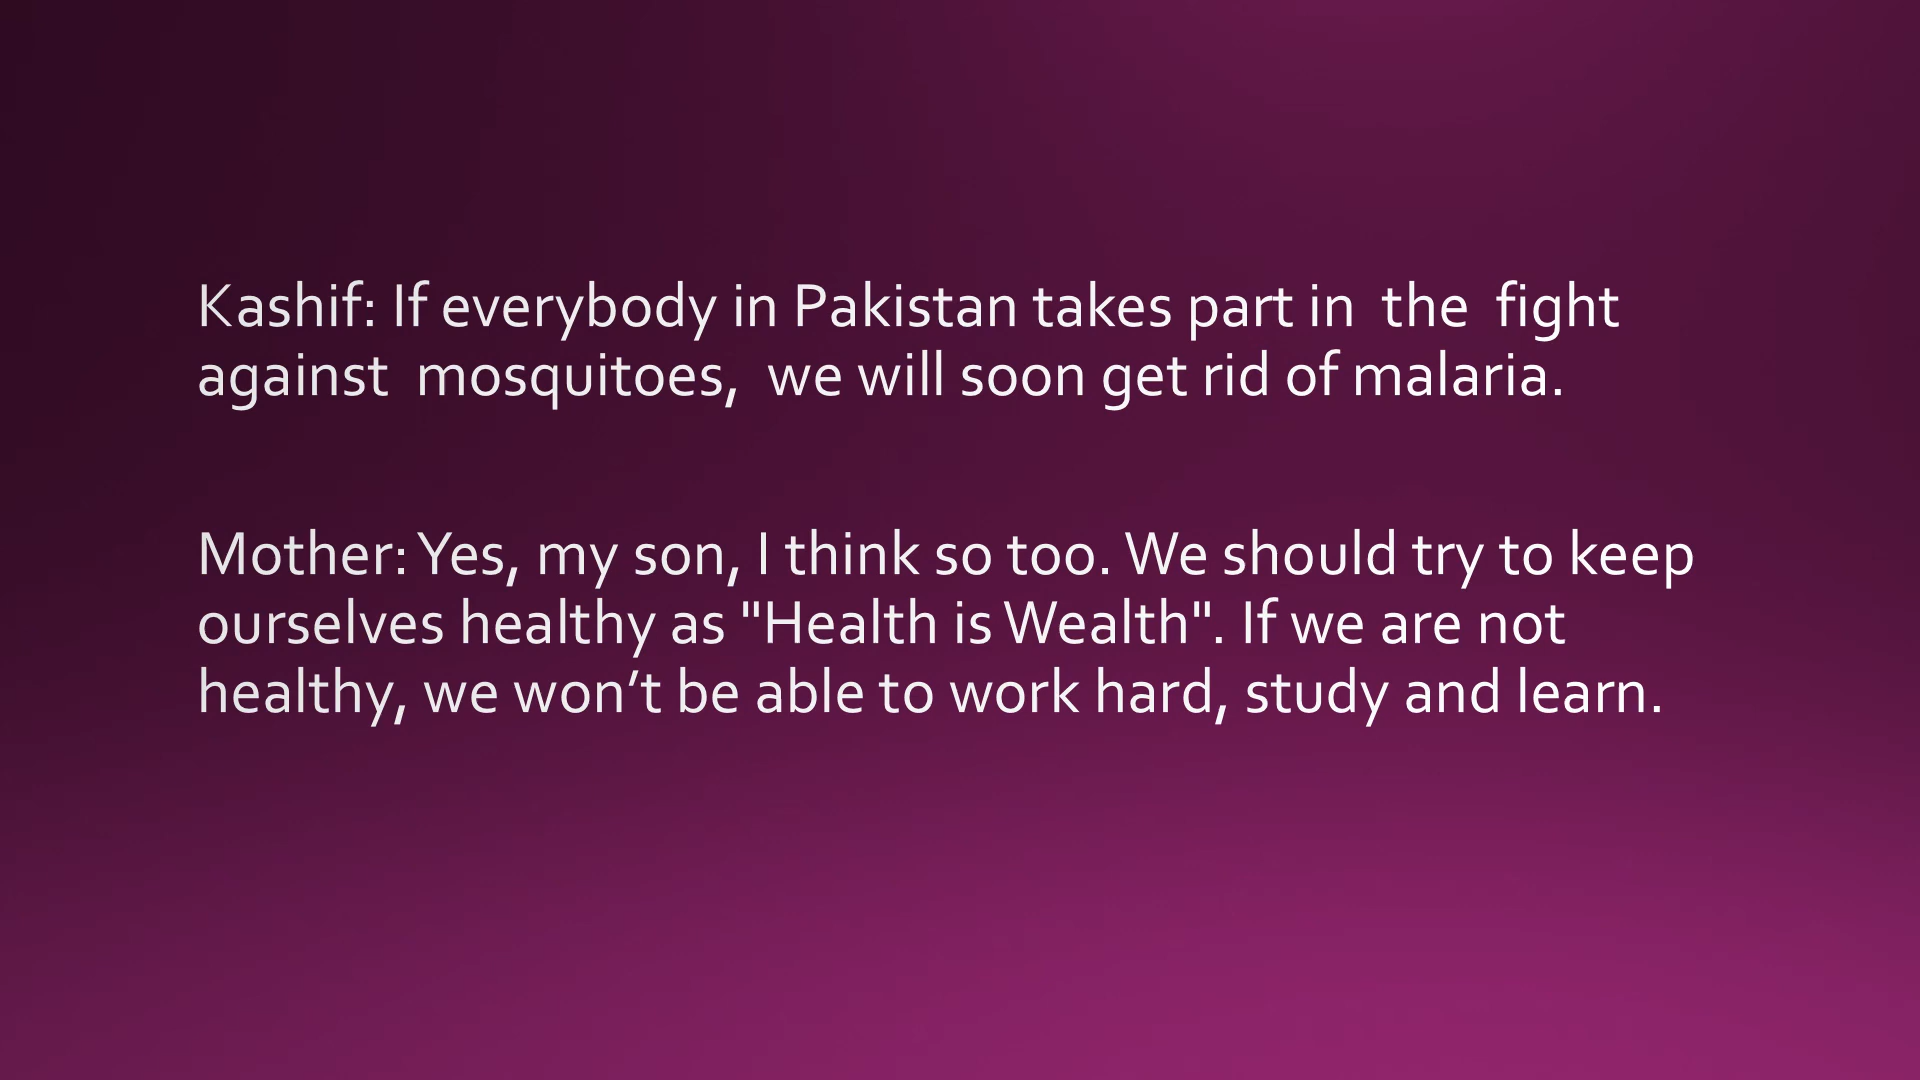 Kashif: If everybody in Pakistan takes part in  the  fight
against  mosquitoes,  we will soon get rid of malaria.
Mother: Yes, my son, I think so too. We should try to keep
ourselves healthy as "Health is Wealth". If we are not
healthy, we won’t be able to work hard, study and learn.